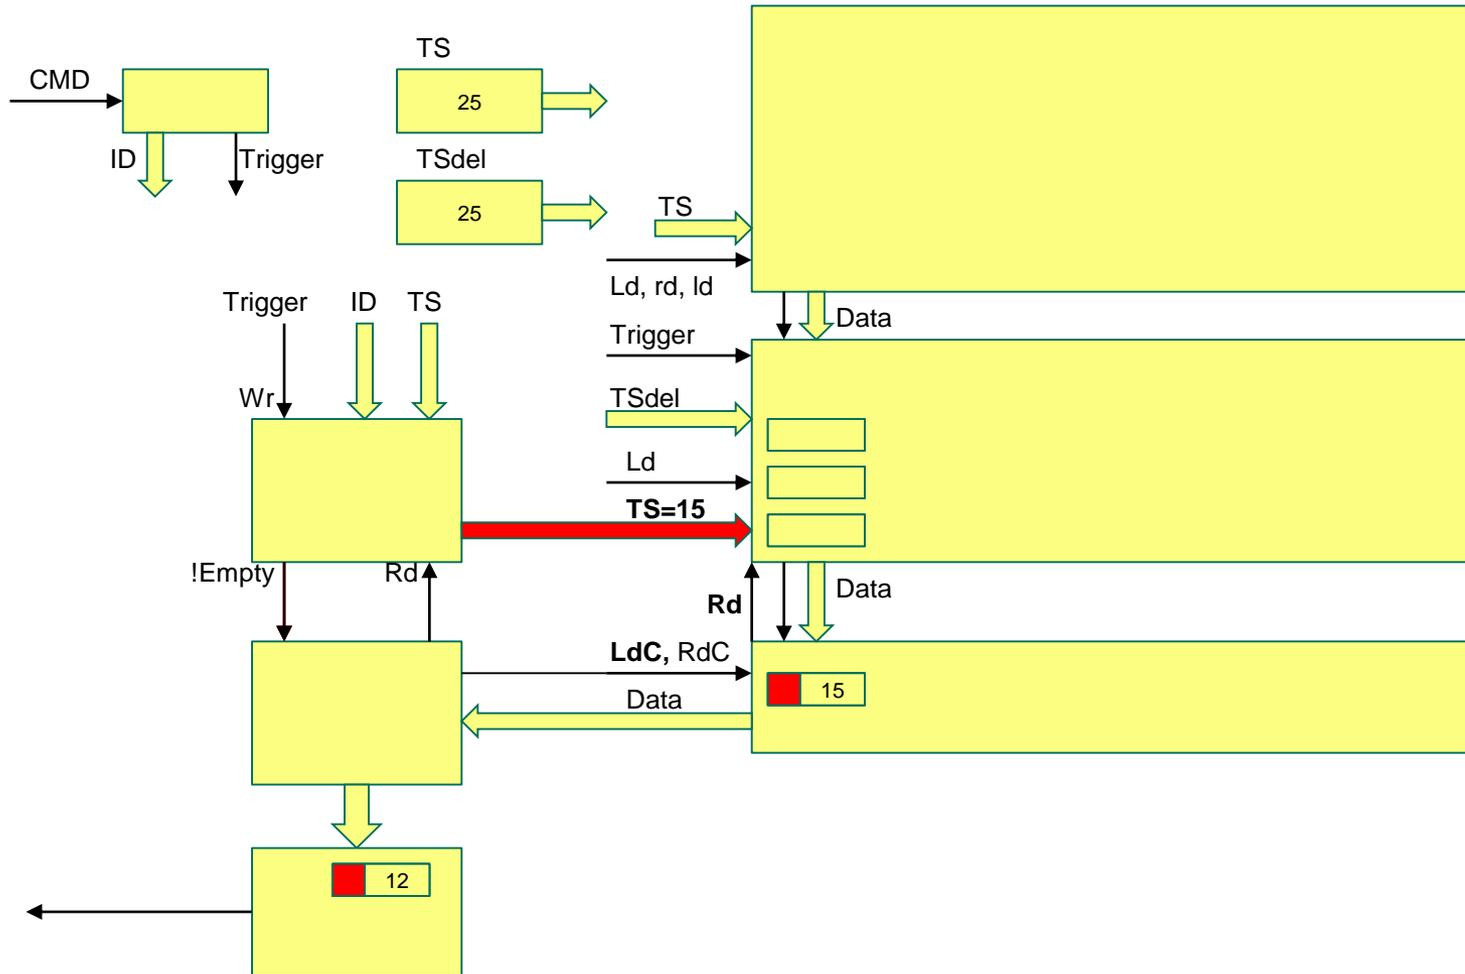 TS
CMD
25
ID
Trigger
TSdel
25
TS
Ld, rd, ld
Trigger
ID
TS
Data
Trigger
Wr
TSdel
Ld
TS=15
!Empty
Rd
Rd
Data
LdC, RdC
Data
15
12